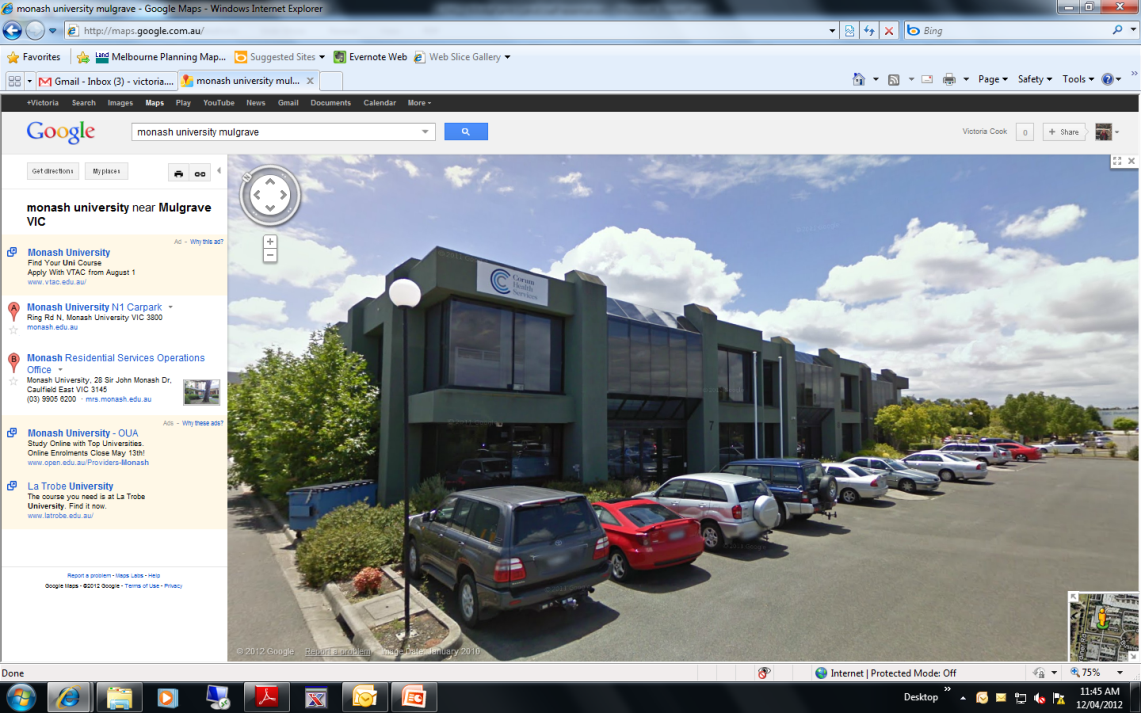 monash university mulgrave - Google Maps - Windows Internet Explorer
http://maps.google.com.au/
Bing
Favorites
Melbourne Planning Map...
Suggested Sites
Evernote Web
Web Slice Gallery
Gmail - Inbox (3) - victoria....
monash university mul...
Page
Safety
Tools
+Victoria Search Images Maps Play YouTube News Gmail Documents Calendar More
Google
monash university mulgrave
Victoria Cook
0
+ Share
Get directions
My places
monash university near Mulgrave
VIC
Ad - Why this ad?
Monash University
Find Your Uni Course
Apply With VTAC from August 1
www.vtac.edu.au/
A
Monash University N1 Carpark
Ring Rd N, Monash University VIC 3800
monash.edu.au
B
Monash Residential Services Operations
Office
Monash University, 28 Sir John Monash Dr,
Caulfield East VIC 3145
(03) 9905 6200 · mrs.monash.edu.au
Ads - Why these ads?
Monash University - OUA
Study Online with Top Universities.
Online Enrolments Close May 13th!
www.open.edu.au/Providers-Monash
La Trobe University
The course you need is at La Trobe
University. Find it now.
www.latrobe.edu.au/
Report a problem - Maps Labs - Help
Google Maps - ©2012 Google - Terms of Use - Privacy
Corum
Health
Services
7
© 2012 Google
Report a problem
Image Date: January 2010
Done
Internet | Protected Mode: Off
75%
Desktop
11:45 AM
12/04/2012